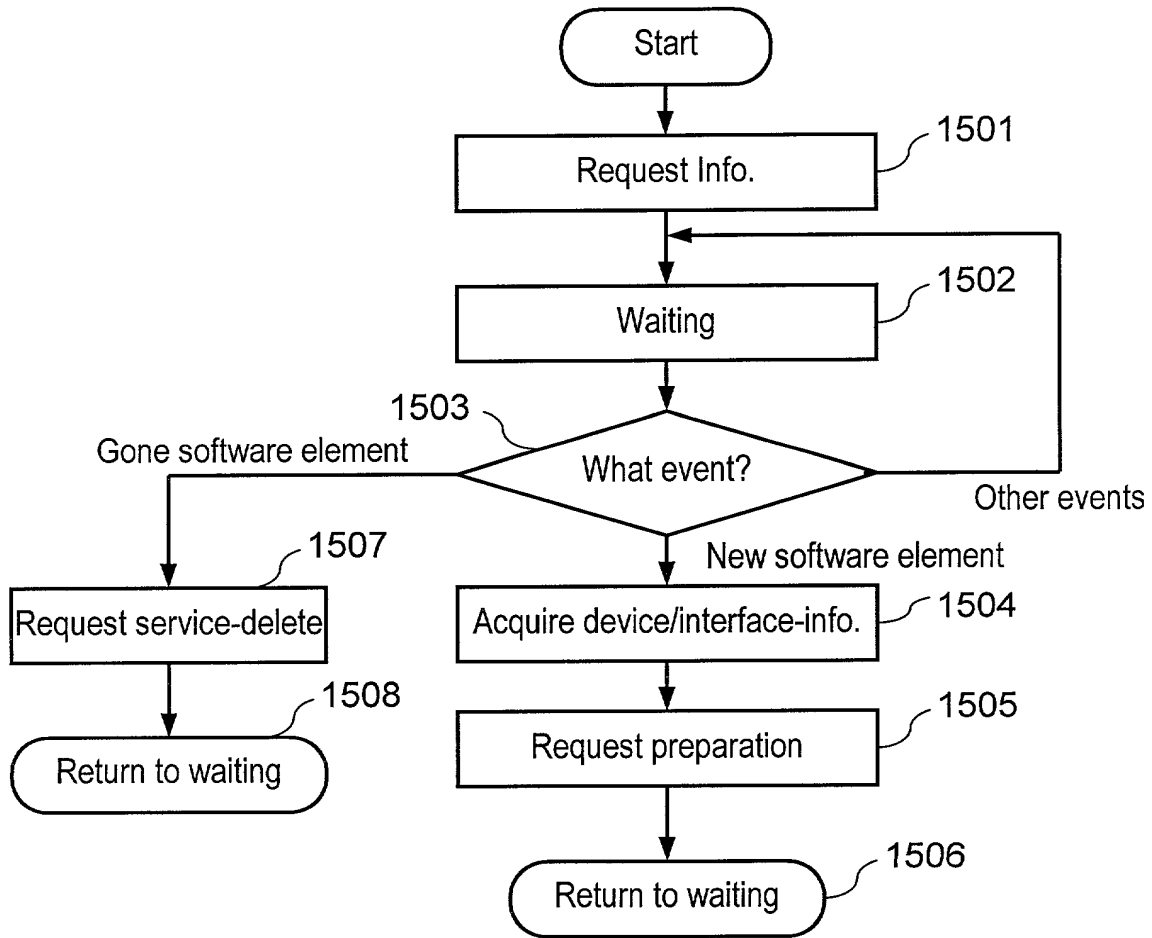 Start
1501
Request Info.
1502
Waiting
1503
Gone software element
What event?
Other events
New software element
1507
Request service-delete
1504
Acquire device/interface-info.
1508
Return to waiting
1505
Request preparation
1506
Return to waiting